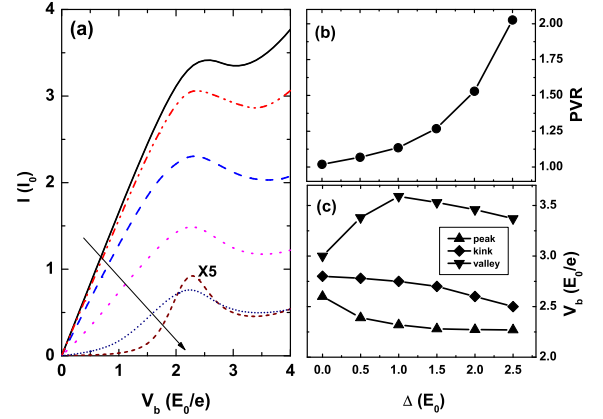 (a)
4
3
2
1
0
I (I0)
X5
0 1 2 3 4
Vb (E0/e)
(b)
2.00
1.75
1.50
1.25
1.00
PVR
(c)
peak
kink
valley
3.5
3.0
2.5
2.0
Vb (E0/e)
0.0 0.5 1.0 1.5 2.0 2.5
Δ (E0)